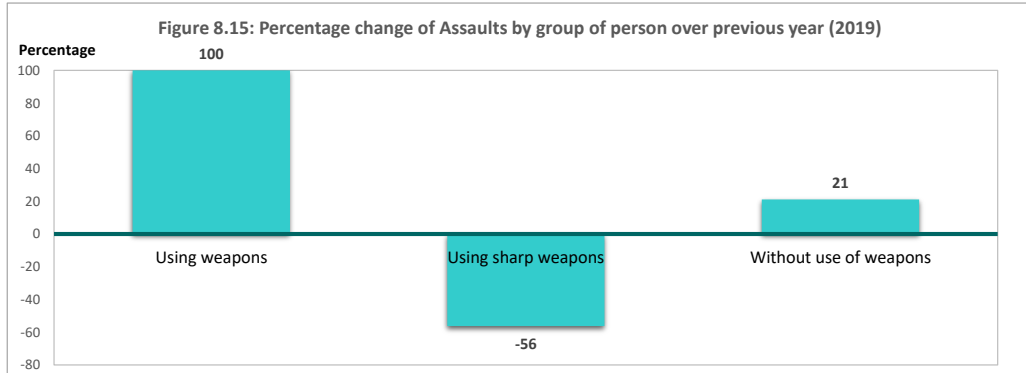 Figure 8.15: Percentage change of Assaults by group of person over previous year (2019)
Percentage
100
100
80
60
40
21
20
0
Using weapons
Using sharp weapons
Without use of weapons
-20
-40
-60
-56
-80